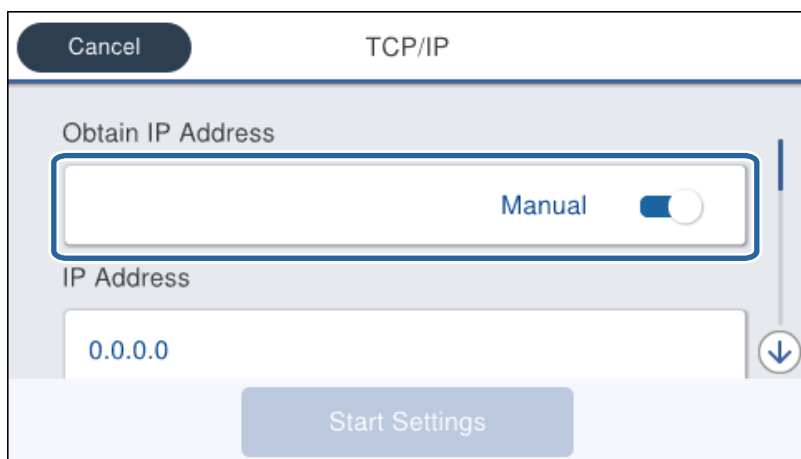 Cancel
TCP/IP
Obtain IP Address
Manual
IP Address
0.0.0.0
Start Settings